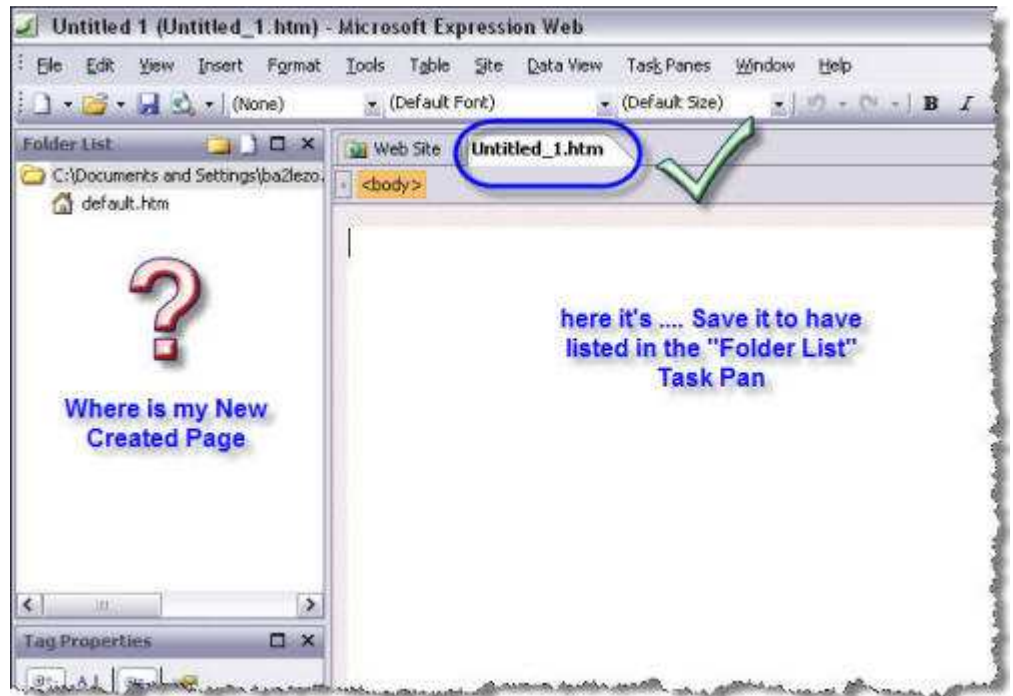 Untitled 1 (Untitled_1.htm) - Microsoft Expression Web
File Edit View Insert Format Tools Table Site Data View Task Panes Window Help
(None) (Default Font) (Default Size) B I
Folder List
Web Site Untitled_1.htm
C:\Documents and Settings\ba2lezo.
<body>
default.htm
?
here it's .... Save it to have
listed in the "Folder List"
Task Pan
Where is my New
Created Page
Tag Properties